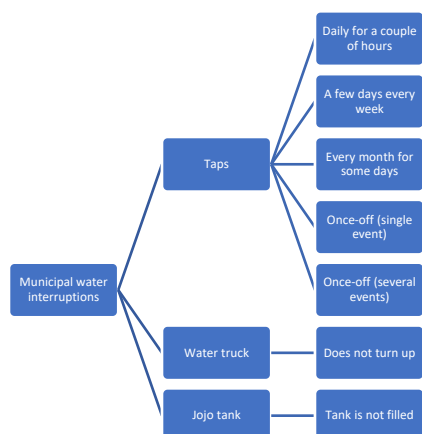 Municipal water
interruptions
Taps
Daily for a couple
of hours
A few days every
week
Every month for
some days
Once-off (single
event)
Once-off (several
events)
Water truck
Does not turn up
Jojo tank
Tank is not filled